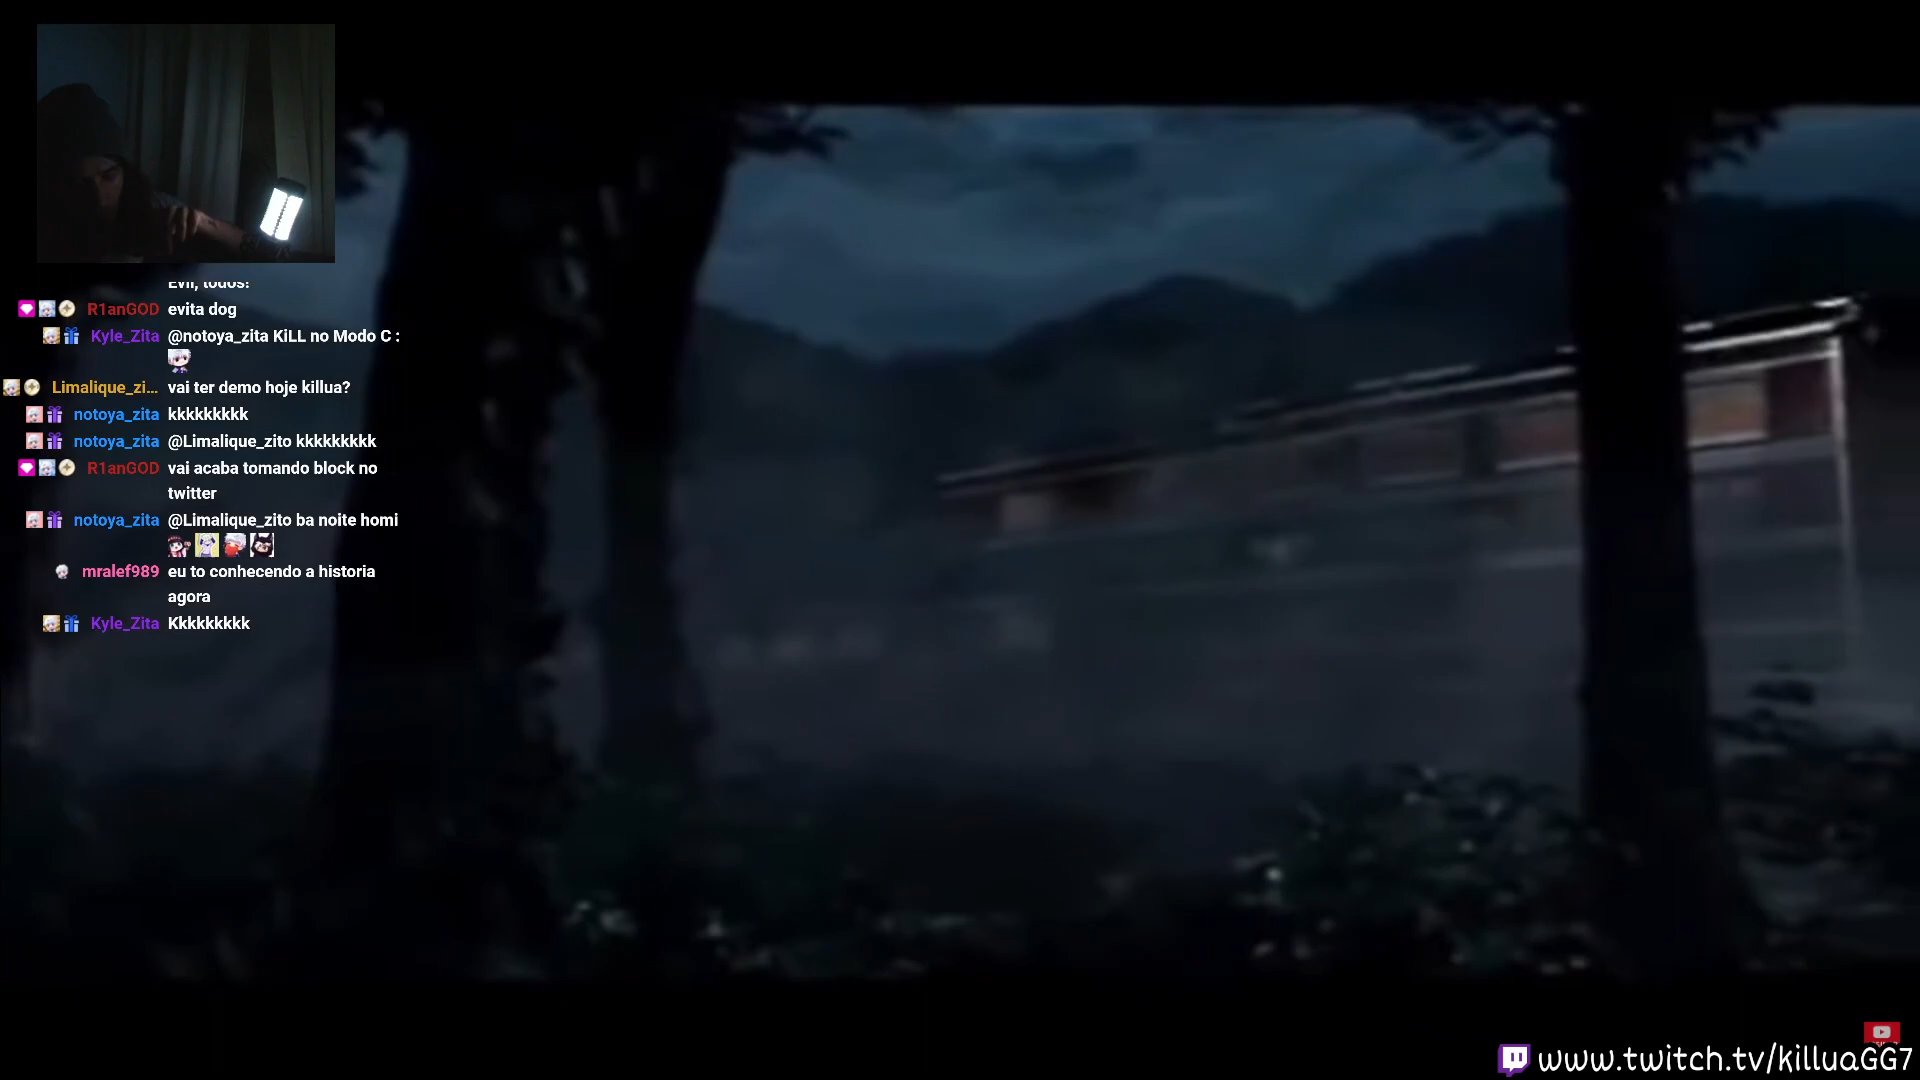 Evil, todos!
R1anGOD evita dog
Kyle_Zita @notoya_zita KiLL no Modo C :
Limalique_zi... vai ter demo hoje killua?
notoya_zita kkkkkkkkk
notoya_zita @Limalique_zito kkkkkkkkk
R1anGOD vai acaba tomando block no
twitter
notoya_zita @Limalique_zito ba noite homi
mralef989 eu to conhecendo a historia
agora
Kyle_Zita Kkkkkkkkk
www.twitch.tv/killuaGG7